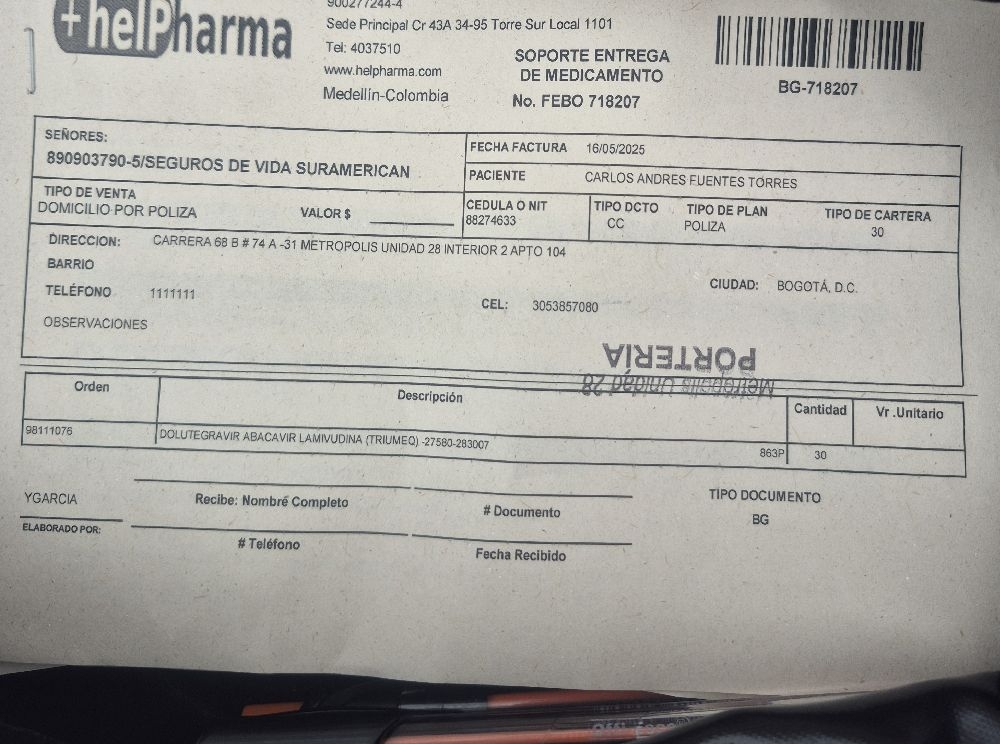 +helPharma
900277244-4
Sede Principal Cr 43A 34-95 Torre Sur Local 1101
Tel: 4037510
www.helpharma.com
Medellín-Colombia
SOPORTE ENTREGA
DE MEDICAMENTO
No. FEBO 718207
BG-718207
SEÑORES:
890903790-5/SEGUROS DE VIDA SURAMERICAN
FECHA FACTURA 16/05/2025
PACIENTE CARLOS ANDRES FUENTES TORRES
TIPO DE VENTA
DOMICILIO POR POLIZA
VALOR $
CEDULA O NIT
88274633
TIPO DCTO
CC
TIPO DE PLAN
POLIZA
TIPO DE CARTERA
30
DIRECCION: CARRERA 68 B # 74 A -31 METROPOLIS UNIDAD 28 INTERIOR 2 APTO 104
BARRIO
CIUDAD: BOGOTÁ, D.C.
TELÉFONO 1111111
CEL: 3053857080
OBSERVACIONES
Metropolis Unidad 28
PORTERÍA
Orden Descripción Cantidad Vr .Unitario
98111076 DOLUTEGRAVIR ABACAVIR LAMIVUDINA (TRIUMEQ) -27580-283007 863P 30
YGARCIA
ELABORADO POR:
Recibe: Nombre Completo
# Documento
# Teléfono
Fecha Recibido
TIPO DOCUMENTO
BG